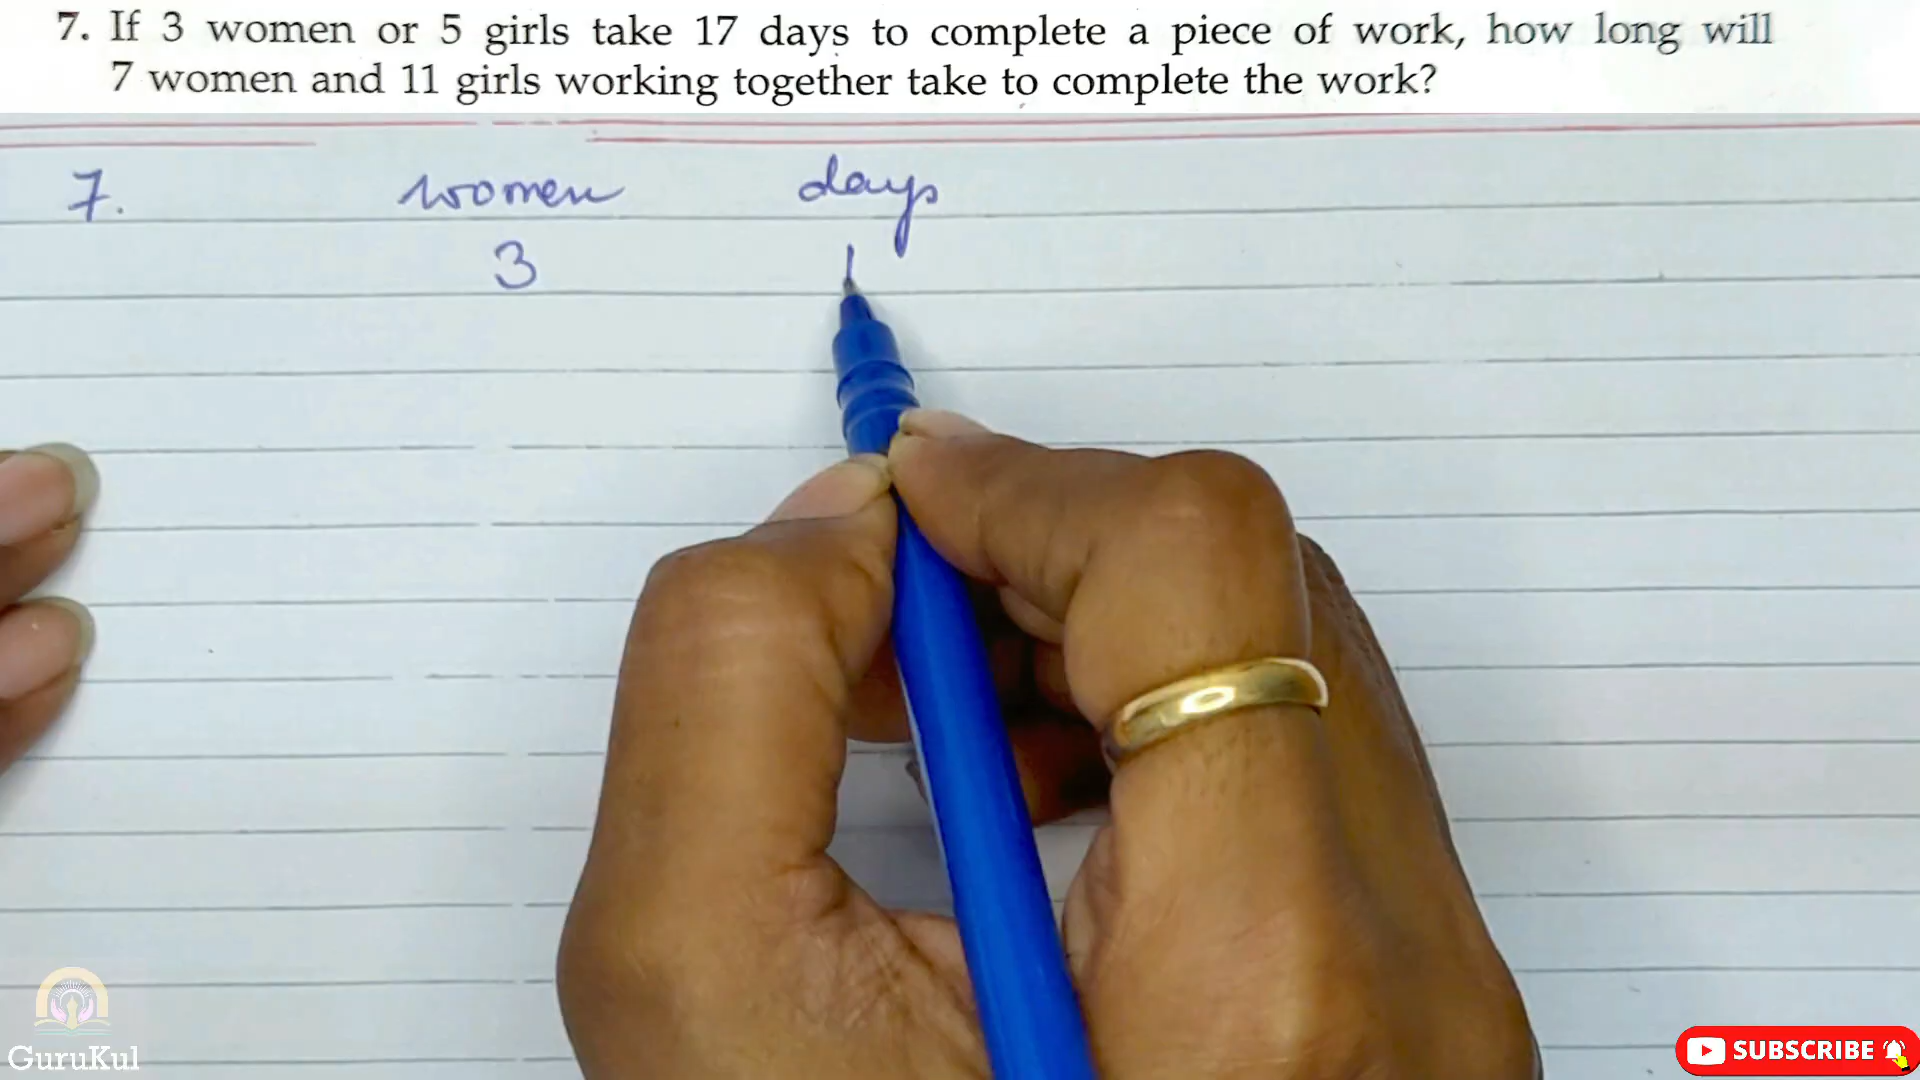 7. If 3 women or 5 girls take 17 days to complete a piece of work, how long will
7 women and 11 girls working together take to complete the work?
7. women days
3 1
GuruKul
SUBSCRIBE